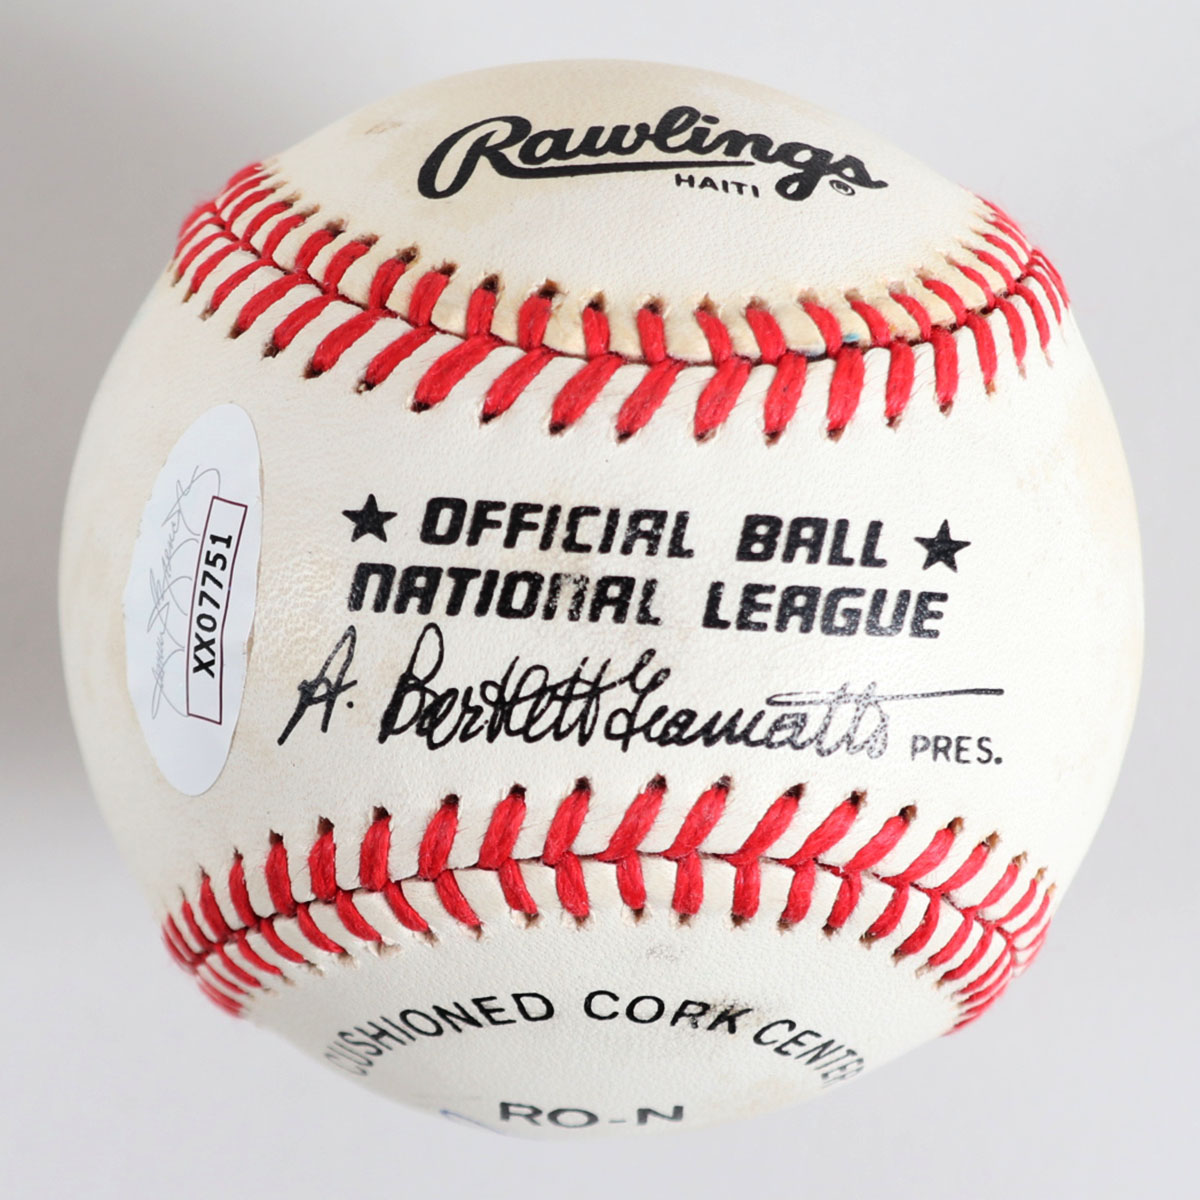 Rawlings®
HAITI
★ OFFICIAL BALL ★
NATIONAL LEAGUE
A. Bartlett Giamatti PRES.
XX07751
CUSHIONED CORK CENTER
RO-N